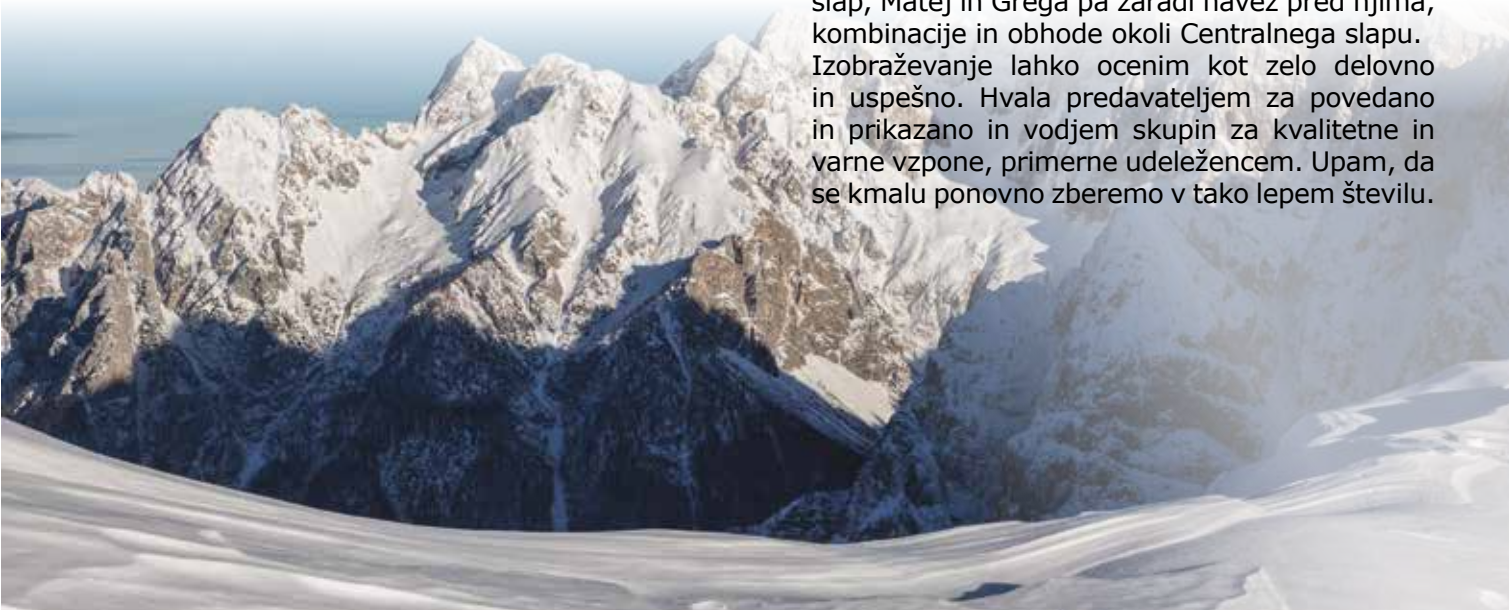 slap, Matej in Grega pa zaradi navez pred njima,
kombinacije in obhode okoli Centralnega slapu.
Izobraževanje lahko ocenim kot zelo delovno
in uspešno. Hvala predavateljem za povedano
in prikazano in vodjem skupin za kvalitetne in
varne vzpone, primerne udeležencem. Upam, da
se kmalu ponovno zberemo v tako lepem številu.